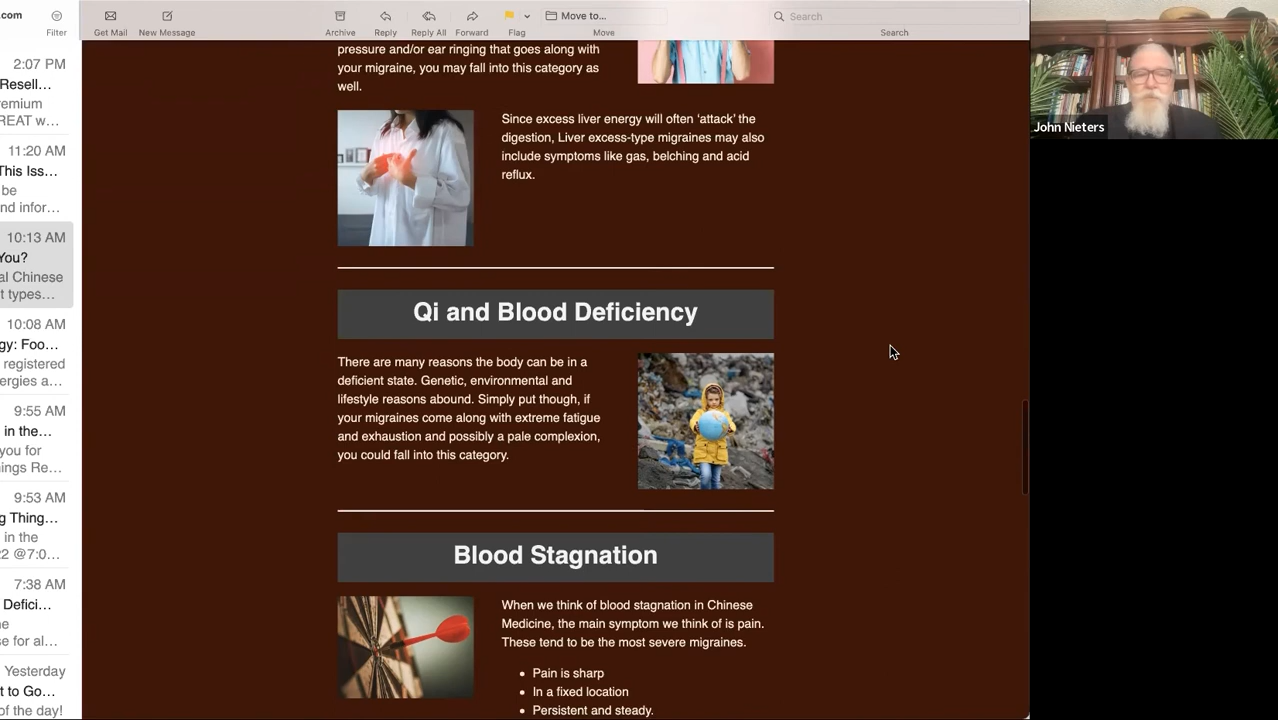 .com
Filter
Get Mail
New Message
Archive
Reply
Reply All
Forward
Flag
Move to...
Move
Search
Search
2:07 PM
Resell...
remium
REAT w...
11:20 AM
This Iss...
be
nd infor...
10:13 AM
You?
al Chinese
t types...
10:08 AM
gy: Foo...
registered
ergies a...
9:55 AM
in the...
you for
nings Re...
9:53 AM
g Thing...
in the
22 @7:0...
7:38 AM
Defici...
he
se for al...
Yesterday
t to Go...
of the day!
pressure and/or ear ringing that goes along with
your migraine, you may fall into this category as
well.
Since excess liver energy will often ‘attack’ the
digestion, Liver excess-type migraines may also
include symptoms like gas, belching and acid
reflux.
Qi and Blood Deficiency
There are many reasons the body can be in a
deficient state. Genetic, environmental and
lifestyle reasons abound. Simply put though, if
your migraines come along with extreme fatigue
and exhaustion and possibly a pale complexion,
you could fall into this category.
Blood Stagnation
When we think of blood stagnation in Chinese
Medicine, the main symptom we think of is pain.
These tend to be the most severe migraines.
• Pain is sharp
• In a fixed location
• Persistent and steady.
John Nieters